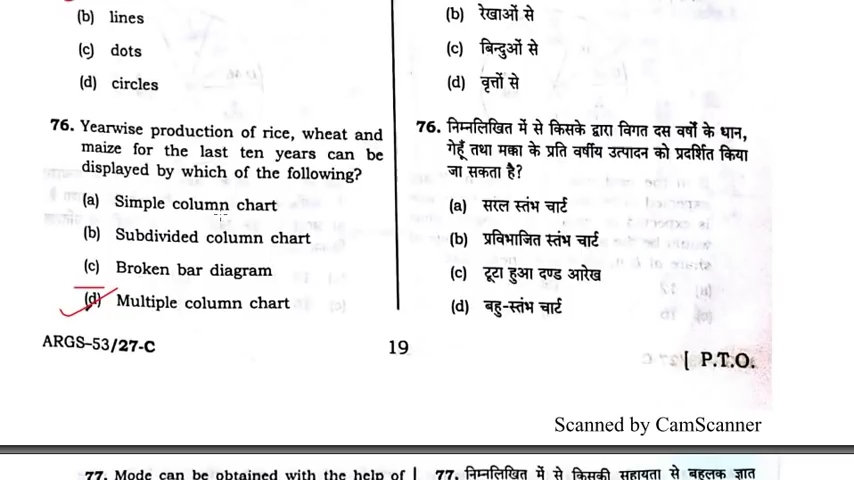 (b) lines
(c) dots
(d) circles
76. Yearwise production of rice, wheat and
maize for the last ten years can be
displayed by which of the following?
(a) Simple column chart
(b) Subdivided column chart
(c) Broken bar diagram
(d) Multiple column chart
ARGS–53/27–C
(b) रेखाओं से
(c) बिन्दुओं से
(d) वृत्तों से
76. निम्नलिखित में से किसके द्वारा विगत दस वर्षों के धान,
गेहूँ तथा मक्का के प्रति वर्षीय उत्पादन को प्रदर्शित किया
जा सकता है?
(a) सरल स्तंभ चार्ट
(b) प्रविभाजित स्तंभ चार्ट
(c) टूटा हुआ दण्ड आरेख
(d) बहु-स्तंभ चार्ट
19
[ P.T.O.
Scanned by CamScanner
77. Mode can be obtained with the help of
77. निम्नलिखित में से किसकी सहायता से बहुलक ज्ञात